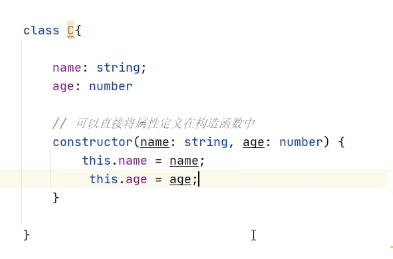 class C{
name: string;
age: number
// 可以直接将属性定义在构造函数中
constructor(name: string, age: number) {
this.name = name;
this.age = age;
}
}